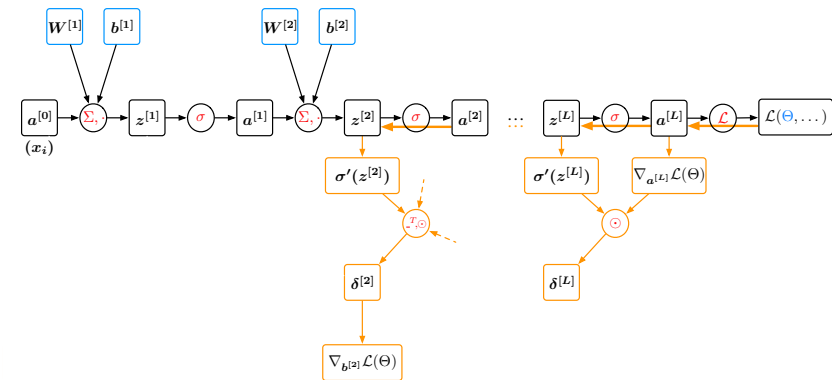 W^{[1]} b^{[1]} W^{[2]} b^{[2]}
a^{[0]} Σ, · z^{[1]} σ a^{[1]} Σ, · z^{[2]} σ a^{[2]} ... z^{[L]} σ a^{[L]} ℒ ℒ(Θ, …)
(x_i) ...
σ′(z^{[2]}) σ′(z^{[L]}) ∇_{a^{[L]}}ℒ(Θ)
_^T,⊙ ⊙
δ^{[2]} δ^{[L]}
∇_{b^{[2]}}ℒ(Θ)